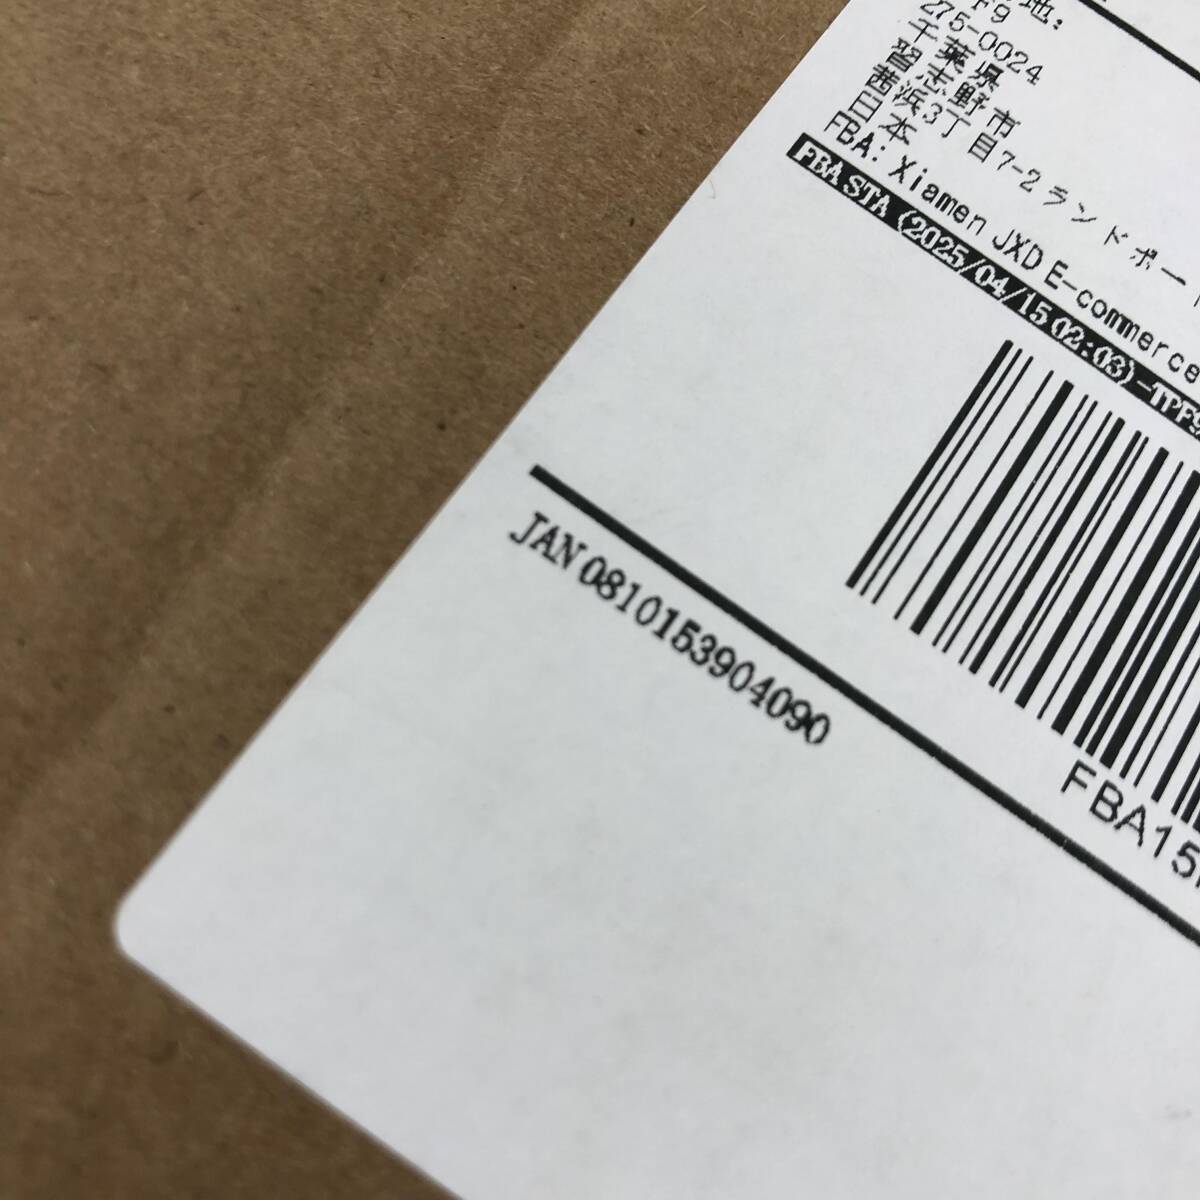 地:
F9
275-0024
千葉県
習志野市
茜浜3丁目7-2ランドポー
日本
FBA: Xiamen JXD E-commerce
FBA STA (2025/04/15 02:03)-TPF9
FBA15
JAN 0810153904090